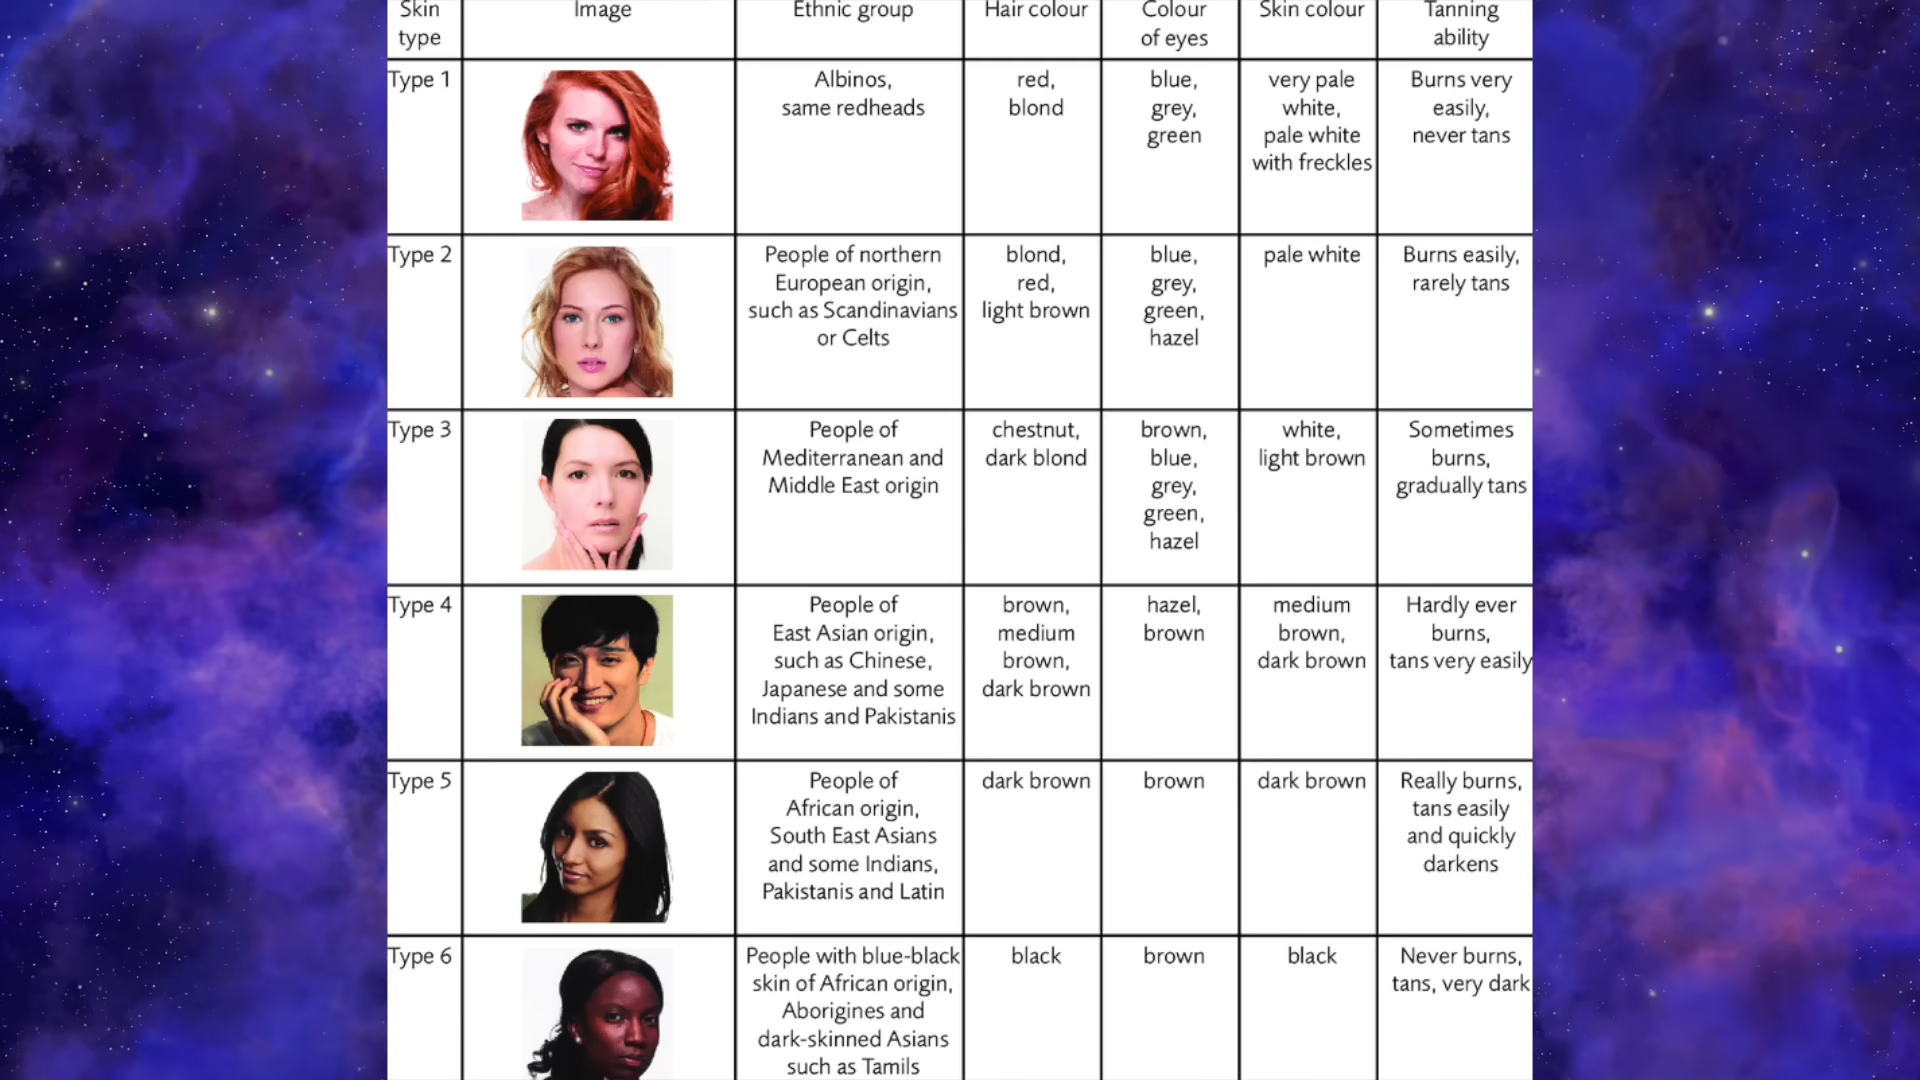 Skin type
Image
Ethnic group
Hair colour
Colour of eyes
Skin colour
Tanning ability
Type 1
Albinos,
same redheads
red,
blond
blue,
grey,
green
very pale
white,
pale white
with freckles
Burns very
easily,
never tans
Type 2
People of northern
European origin,
such as Scandinavians
or Celts
blond,
red,
light brown
blue,
grey,
green,
hazel
pale white
Burns easily,
rarely tans
Type 3
People of
Mediterranean and
Middle East origin
chestnut,
dark blond
brown,
blue,
grey,
green,
hazel
white,
light brown
Sometimes
burns,
gradually tans
Type 4
People of
East Asian origin,
such as Chinese,
Japanese and some
Indians and Pakistanis
brown,
medium
brown,
dark brown
hazel,
brown
medium
brown,
dark brown
Hardly ever
burns,
tans very easily
Type 5
People of
African origin,
South East Asians
and some Indians,
Pakistanis and Latin
dark brown
brown
dark brown
Really burns,
tans easily
and quickly
darkens
Type 6
People with blue-black
skin of African origin,
Aborigines and
dark-skinned Asians
such as Tamils
black
brown
black
Never burns,
tans, very dark